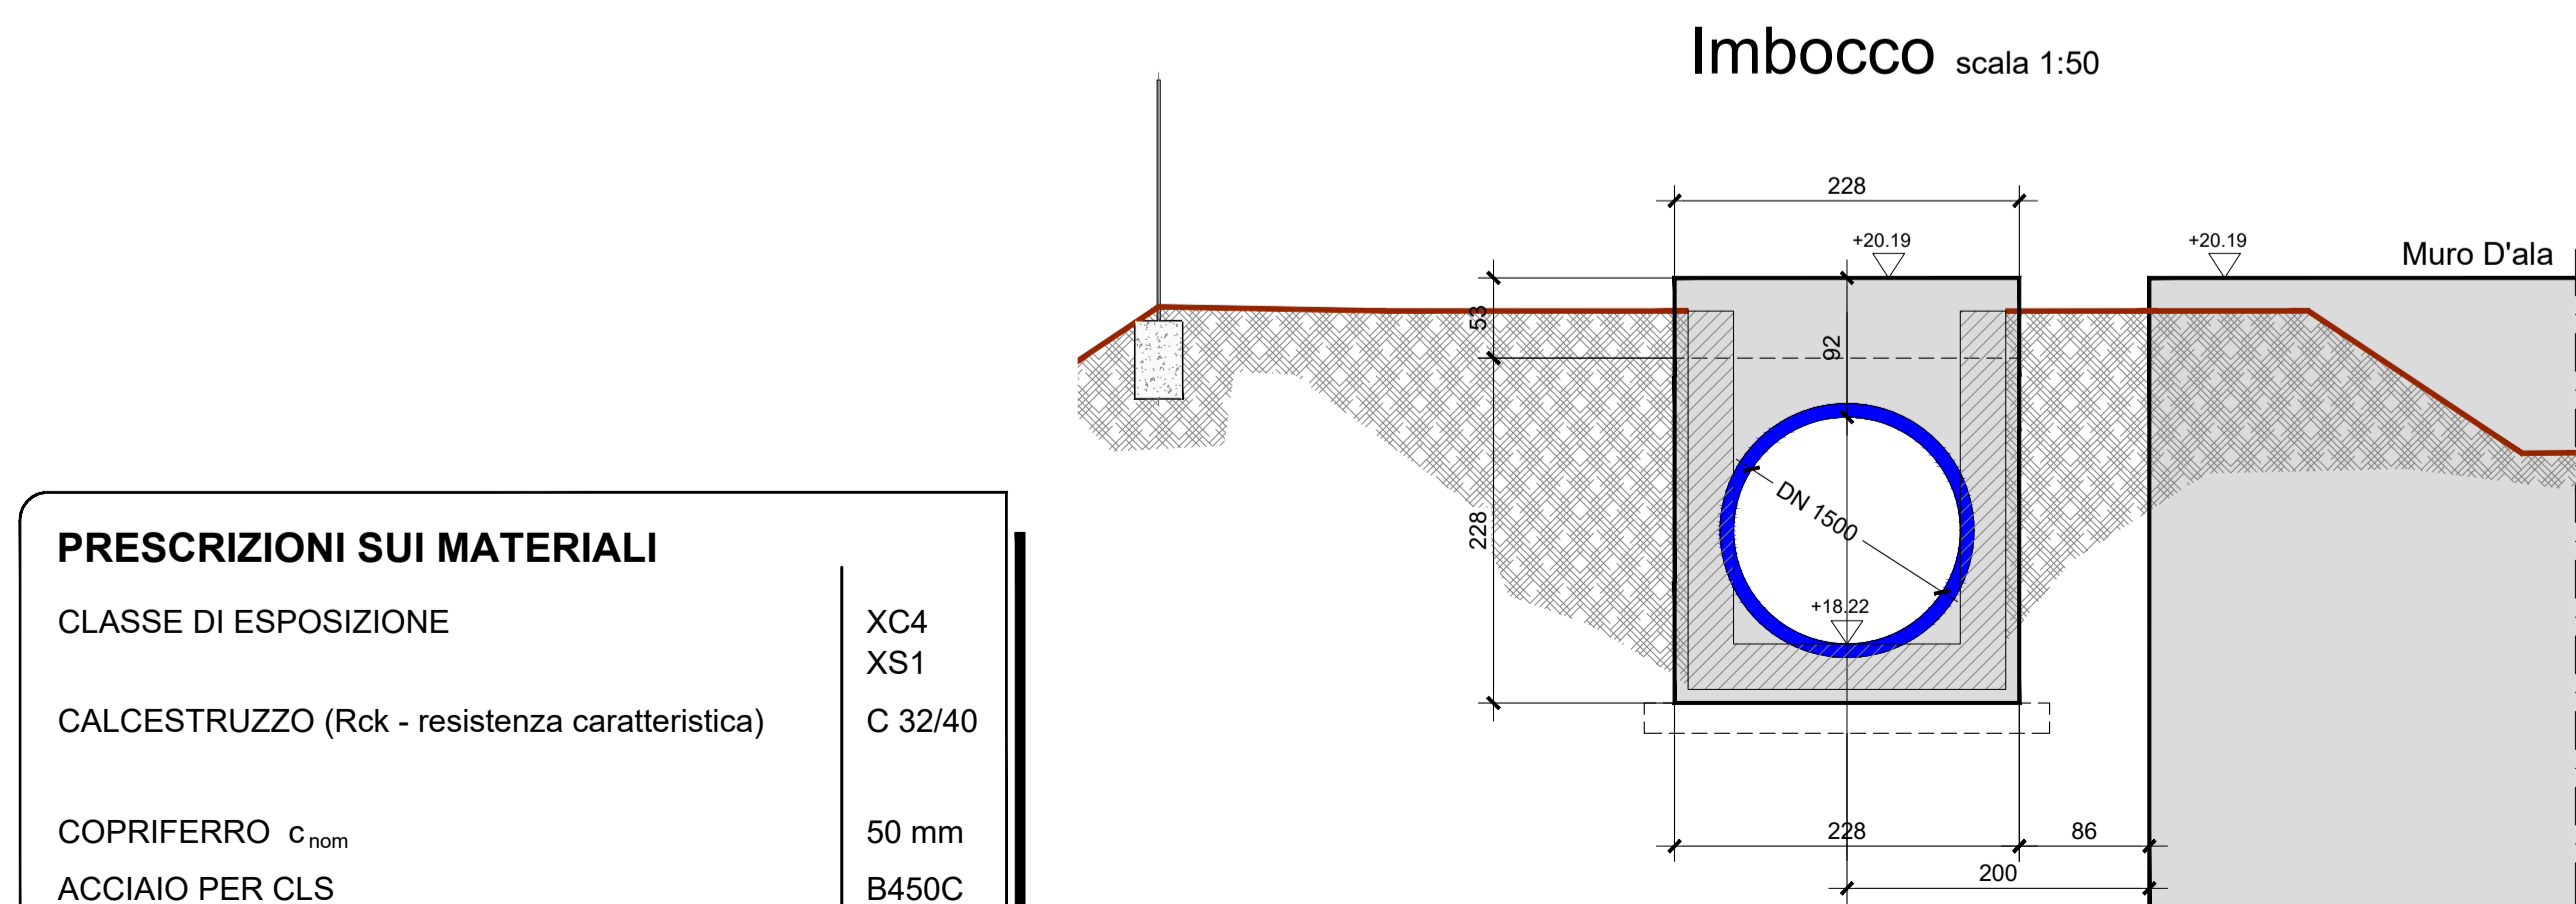 Imbocco scala 1:50
228
+20.19
+20.19
Muro D'ala
53
92
228
DN 1500
+18.22
228
86
200
PRESCRIZIONI SUI MATERIALI
CLASSE DI ESPOSIZIONE XC4
XS1
CALCESTRUZZO (Rck - resistenza caratteristica) C 32/40
COPRIFERRO c nom 50 mm
ACCIAIO PER CLS B450C